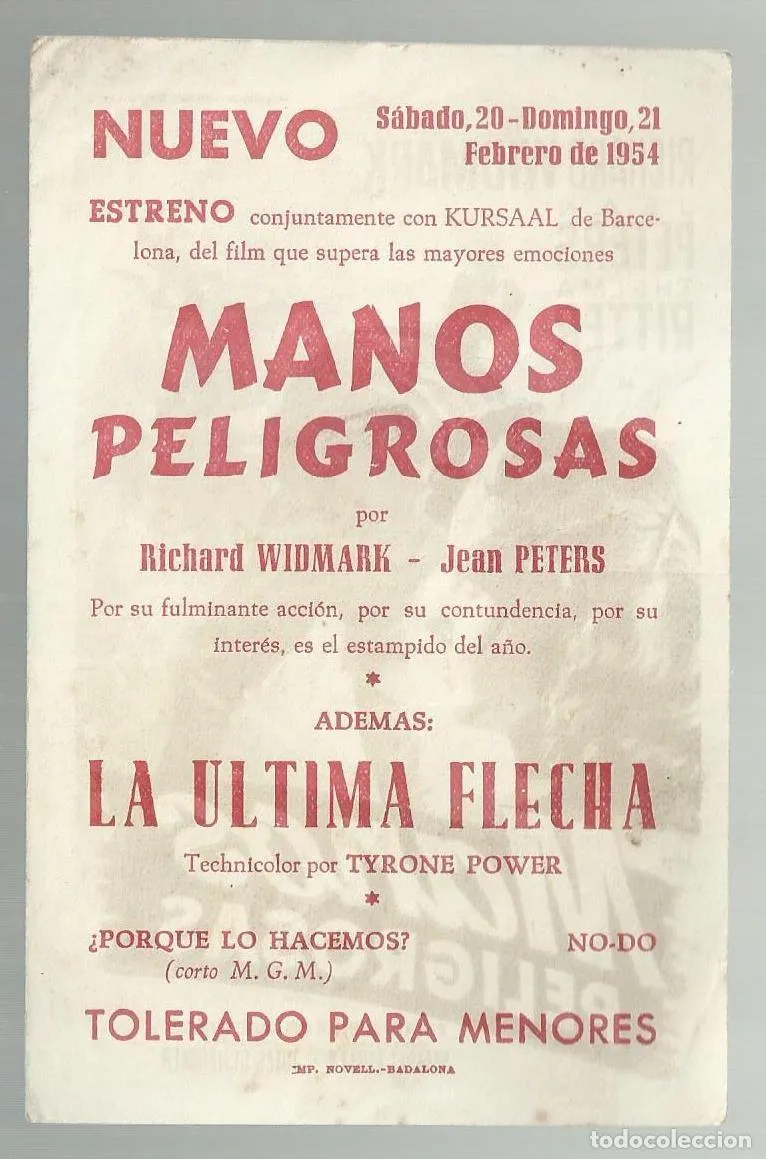 NUEVO
Sábado, 20 - Domingo, 21
Febrero de 1954
ESTRENO conjuntamente con KURSAAL de Barce-
lona, del film que supera las mayores emociones
MANOS
PELIGROSAS
por
Richard WIDMARK - Jean PETERS
Por su fulminante acción, por su contundencia, por su
interés, es el estampido del año.
ADEMAS:
LA ULTIMA FLECHA
Technicolor por TYRONE POWER
¿PORQUE LO HACEMOS? NO-DO
(corto M. G. M.)
TOLERADO PARA MENORES
IMP. NOVELL.-BADALONA
todocoleccion